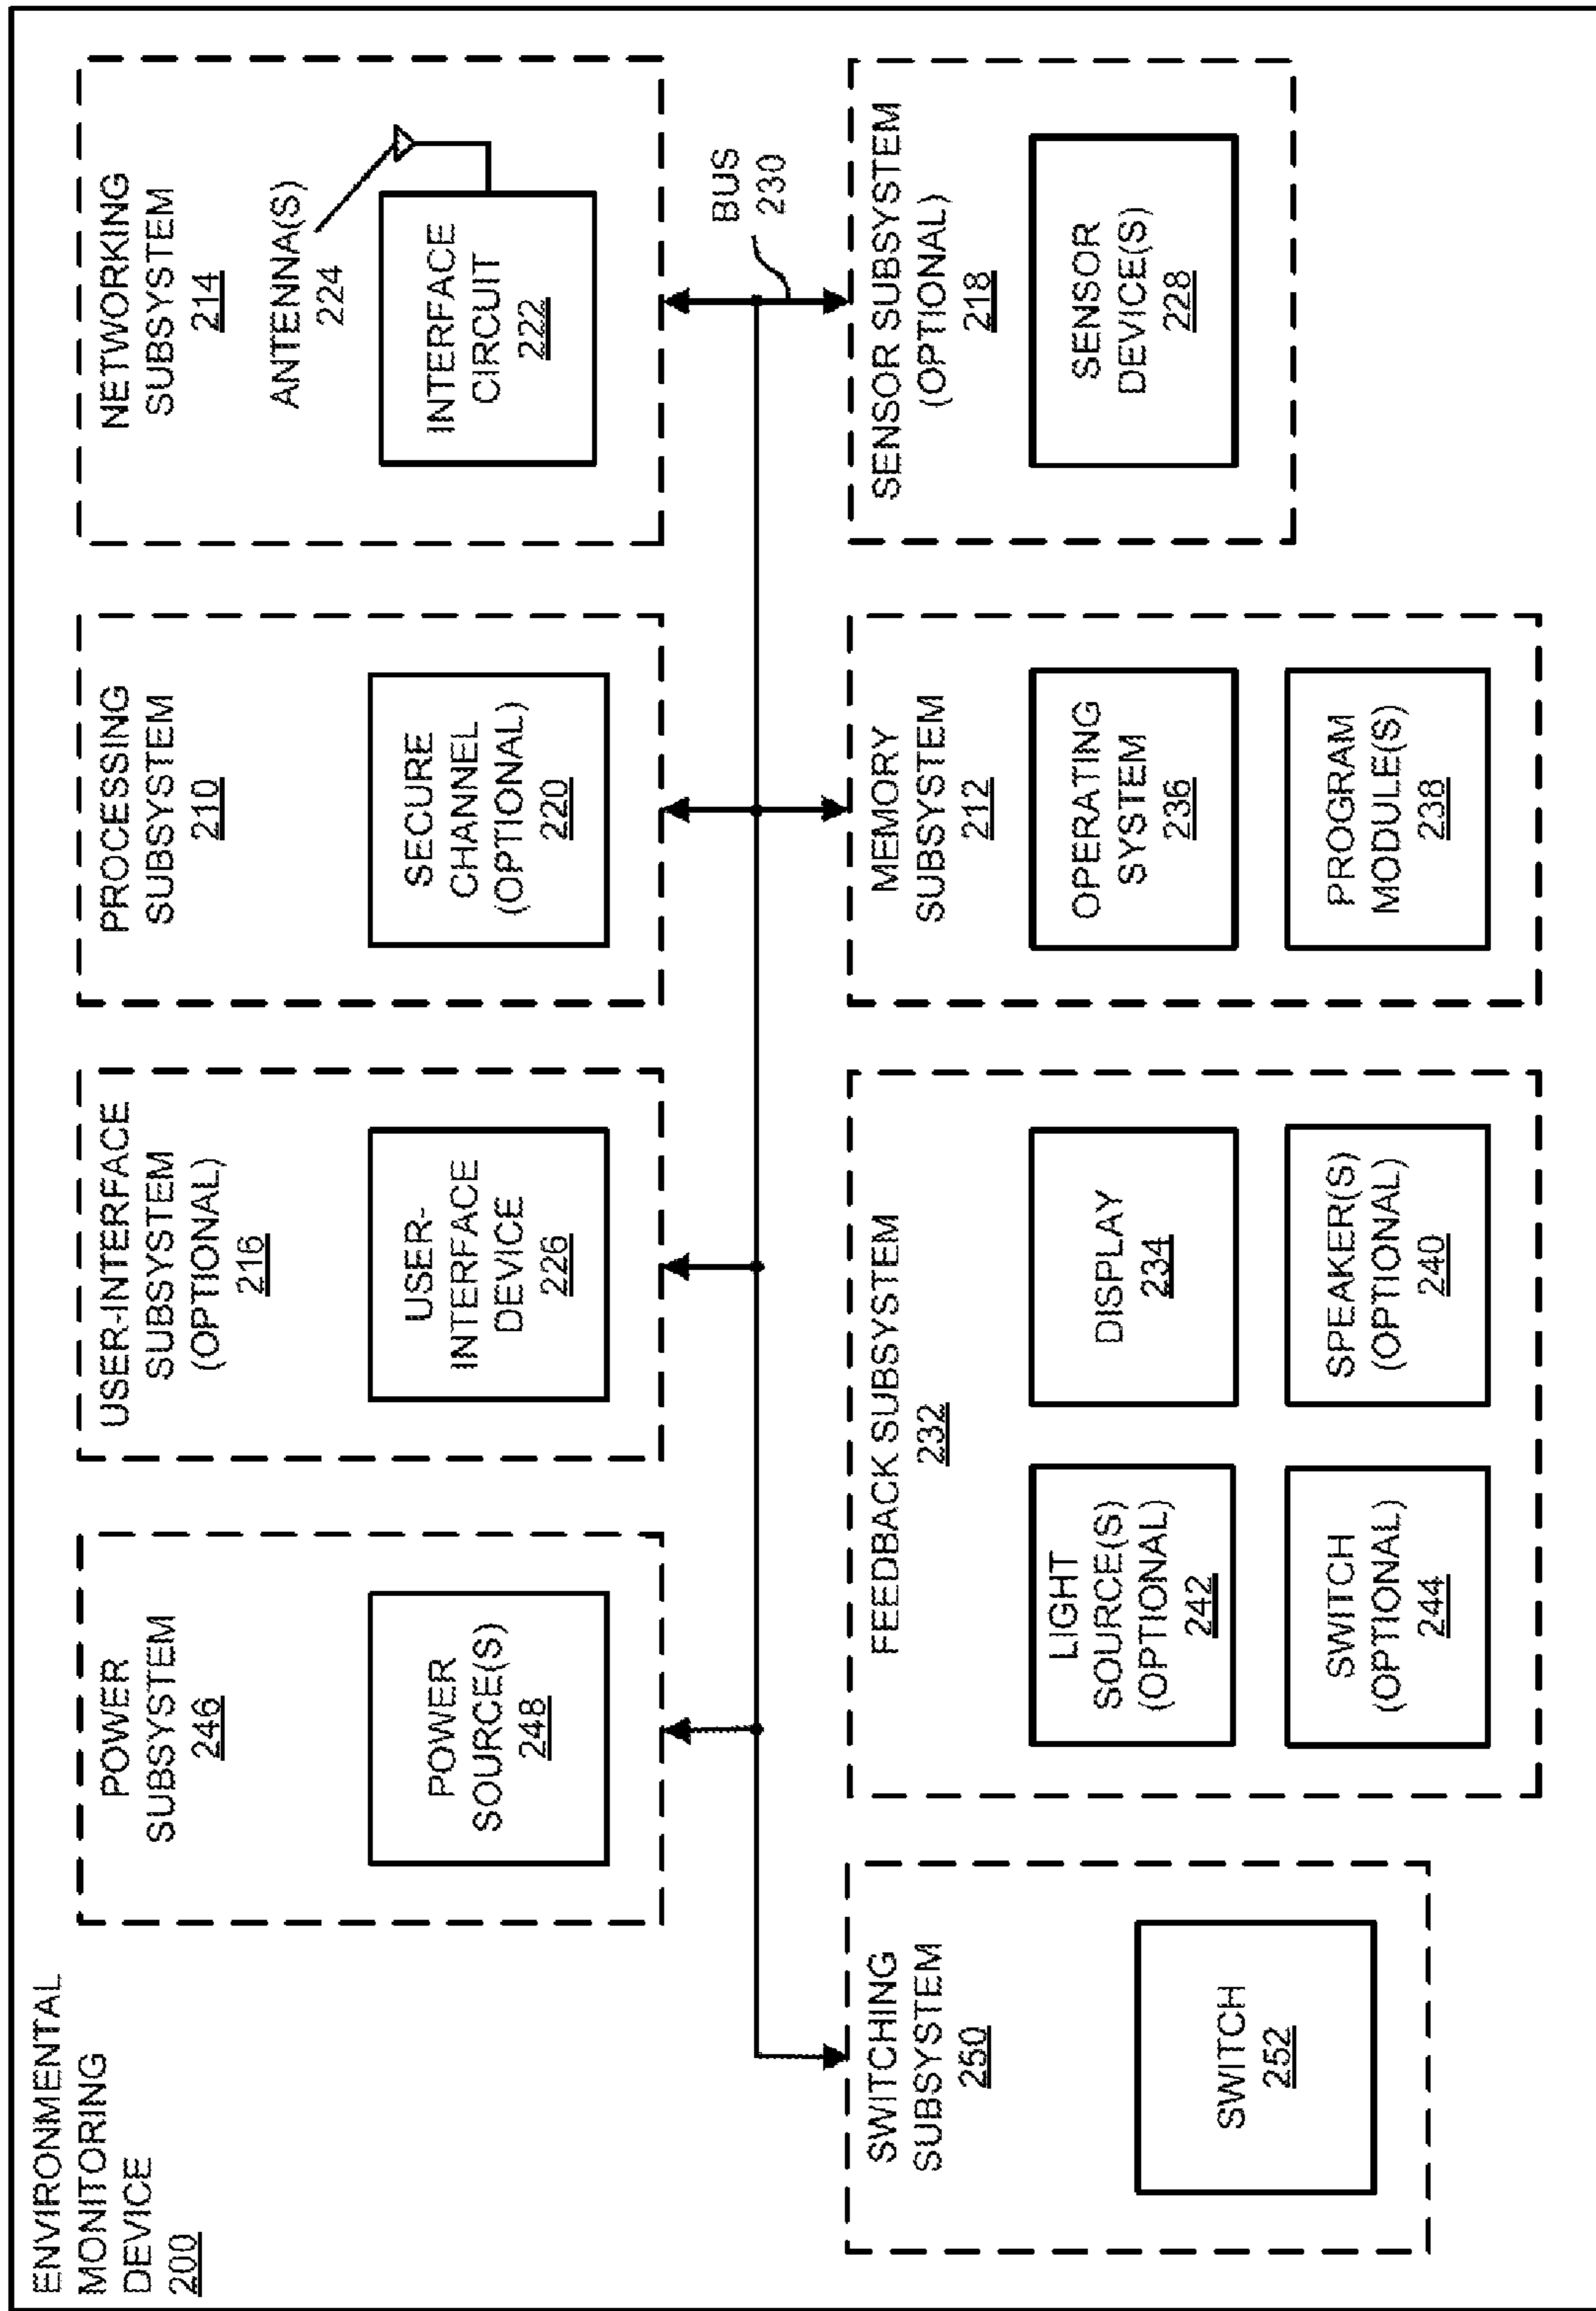 ENVIRONMENTAL
MONITORING
DEVICE
200
POWER
SUBSYSTEM
246
POWER
SOURCE(S)
248
USER-INTERFACE
SUBSYSTEM
(OPTIONAL)
216
USER-
INTERFACE
DEVICE
226
PROCESSING
SUBSYSTEM
210
SECURE
CHANNEL
(OPTIONAL)
220
NETWORKING
SUBSYSTEM
214
ANTENNA(S)
224
INTERFACE
CIRCUIT
222
BUS
230
SWITCHING
SUBSYSTEM
250
SWITCH
252
FEEDBACK SUBSYSTEM
232
LIGHT
SOURCE(S)
(OPTIONAL)
242
DISPLAY
234
SWITCH
(OPTIONAL)
244
SPEAKER(S)
(OPTIONAL)
240
MEMORY
SUBSYSTEM
212
OPERATING
SYSTEM
236
PROGRAM
MODULE(S)
238
SENSOR SUBSYSTEM
(OPTIONAL)
218
SENSOR
DEVICE(S)
228